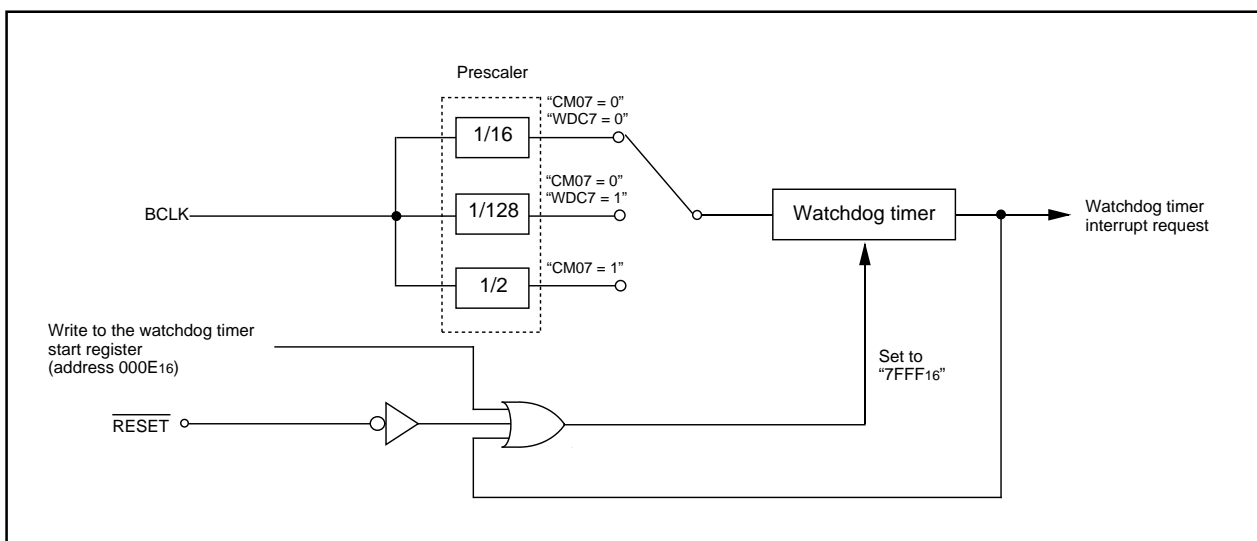 Prescaler
“CM07 = 0”
“WDC7 = 0”
1/16
“CM07 = 0”
“WDC7 = 1”
BCLK
1/128
Watchdog timer
Watchdog timer
interrupt request
“CM07 = 1”
1/2
Write to the watchdog timer
start register
(address 000E16)
Set to
“7FFF16”
RESET